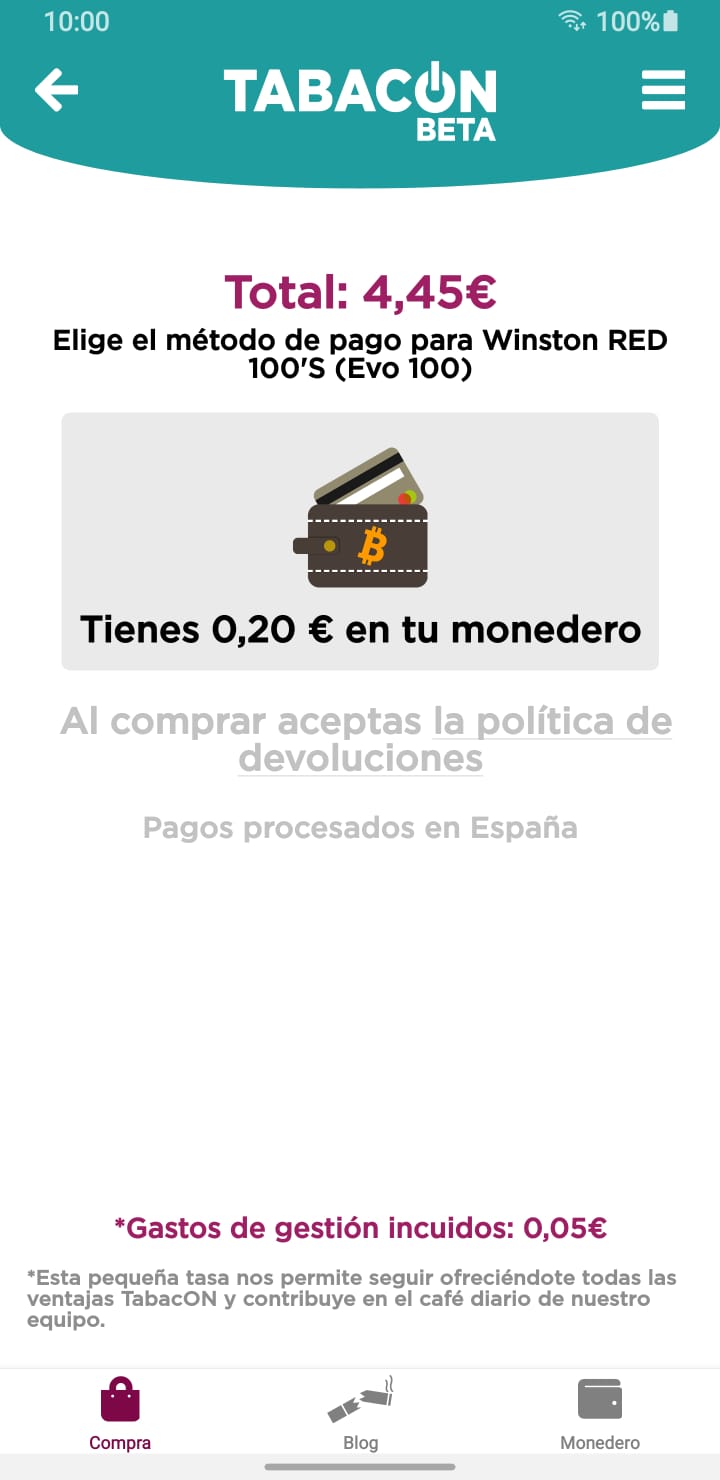 10:00
100%
TABACON
BETA
Total: 4,45€
Elige el método de pago para Winston RED
100'S (Evo 100)
Tienes 0,20 € en tu monedero
Al comprar aceptas la política de
devoluciones
Pagos procesados en España
*Gastos de gestión incuidos: 0,05€
*Esta pequeña tasa nos permite seguir ofreciéndote todas las
ventajas TabacON y contribuye en el café diario de nuestro
equipo.
Compra
Blog
Monedero